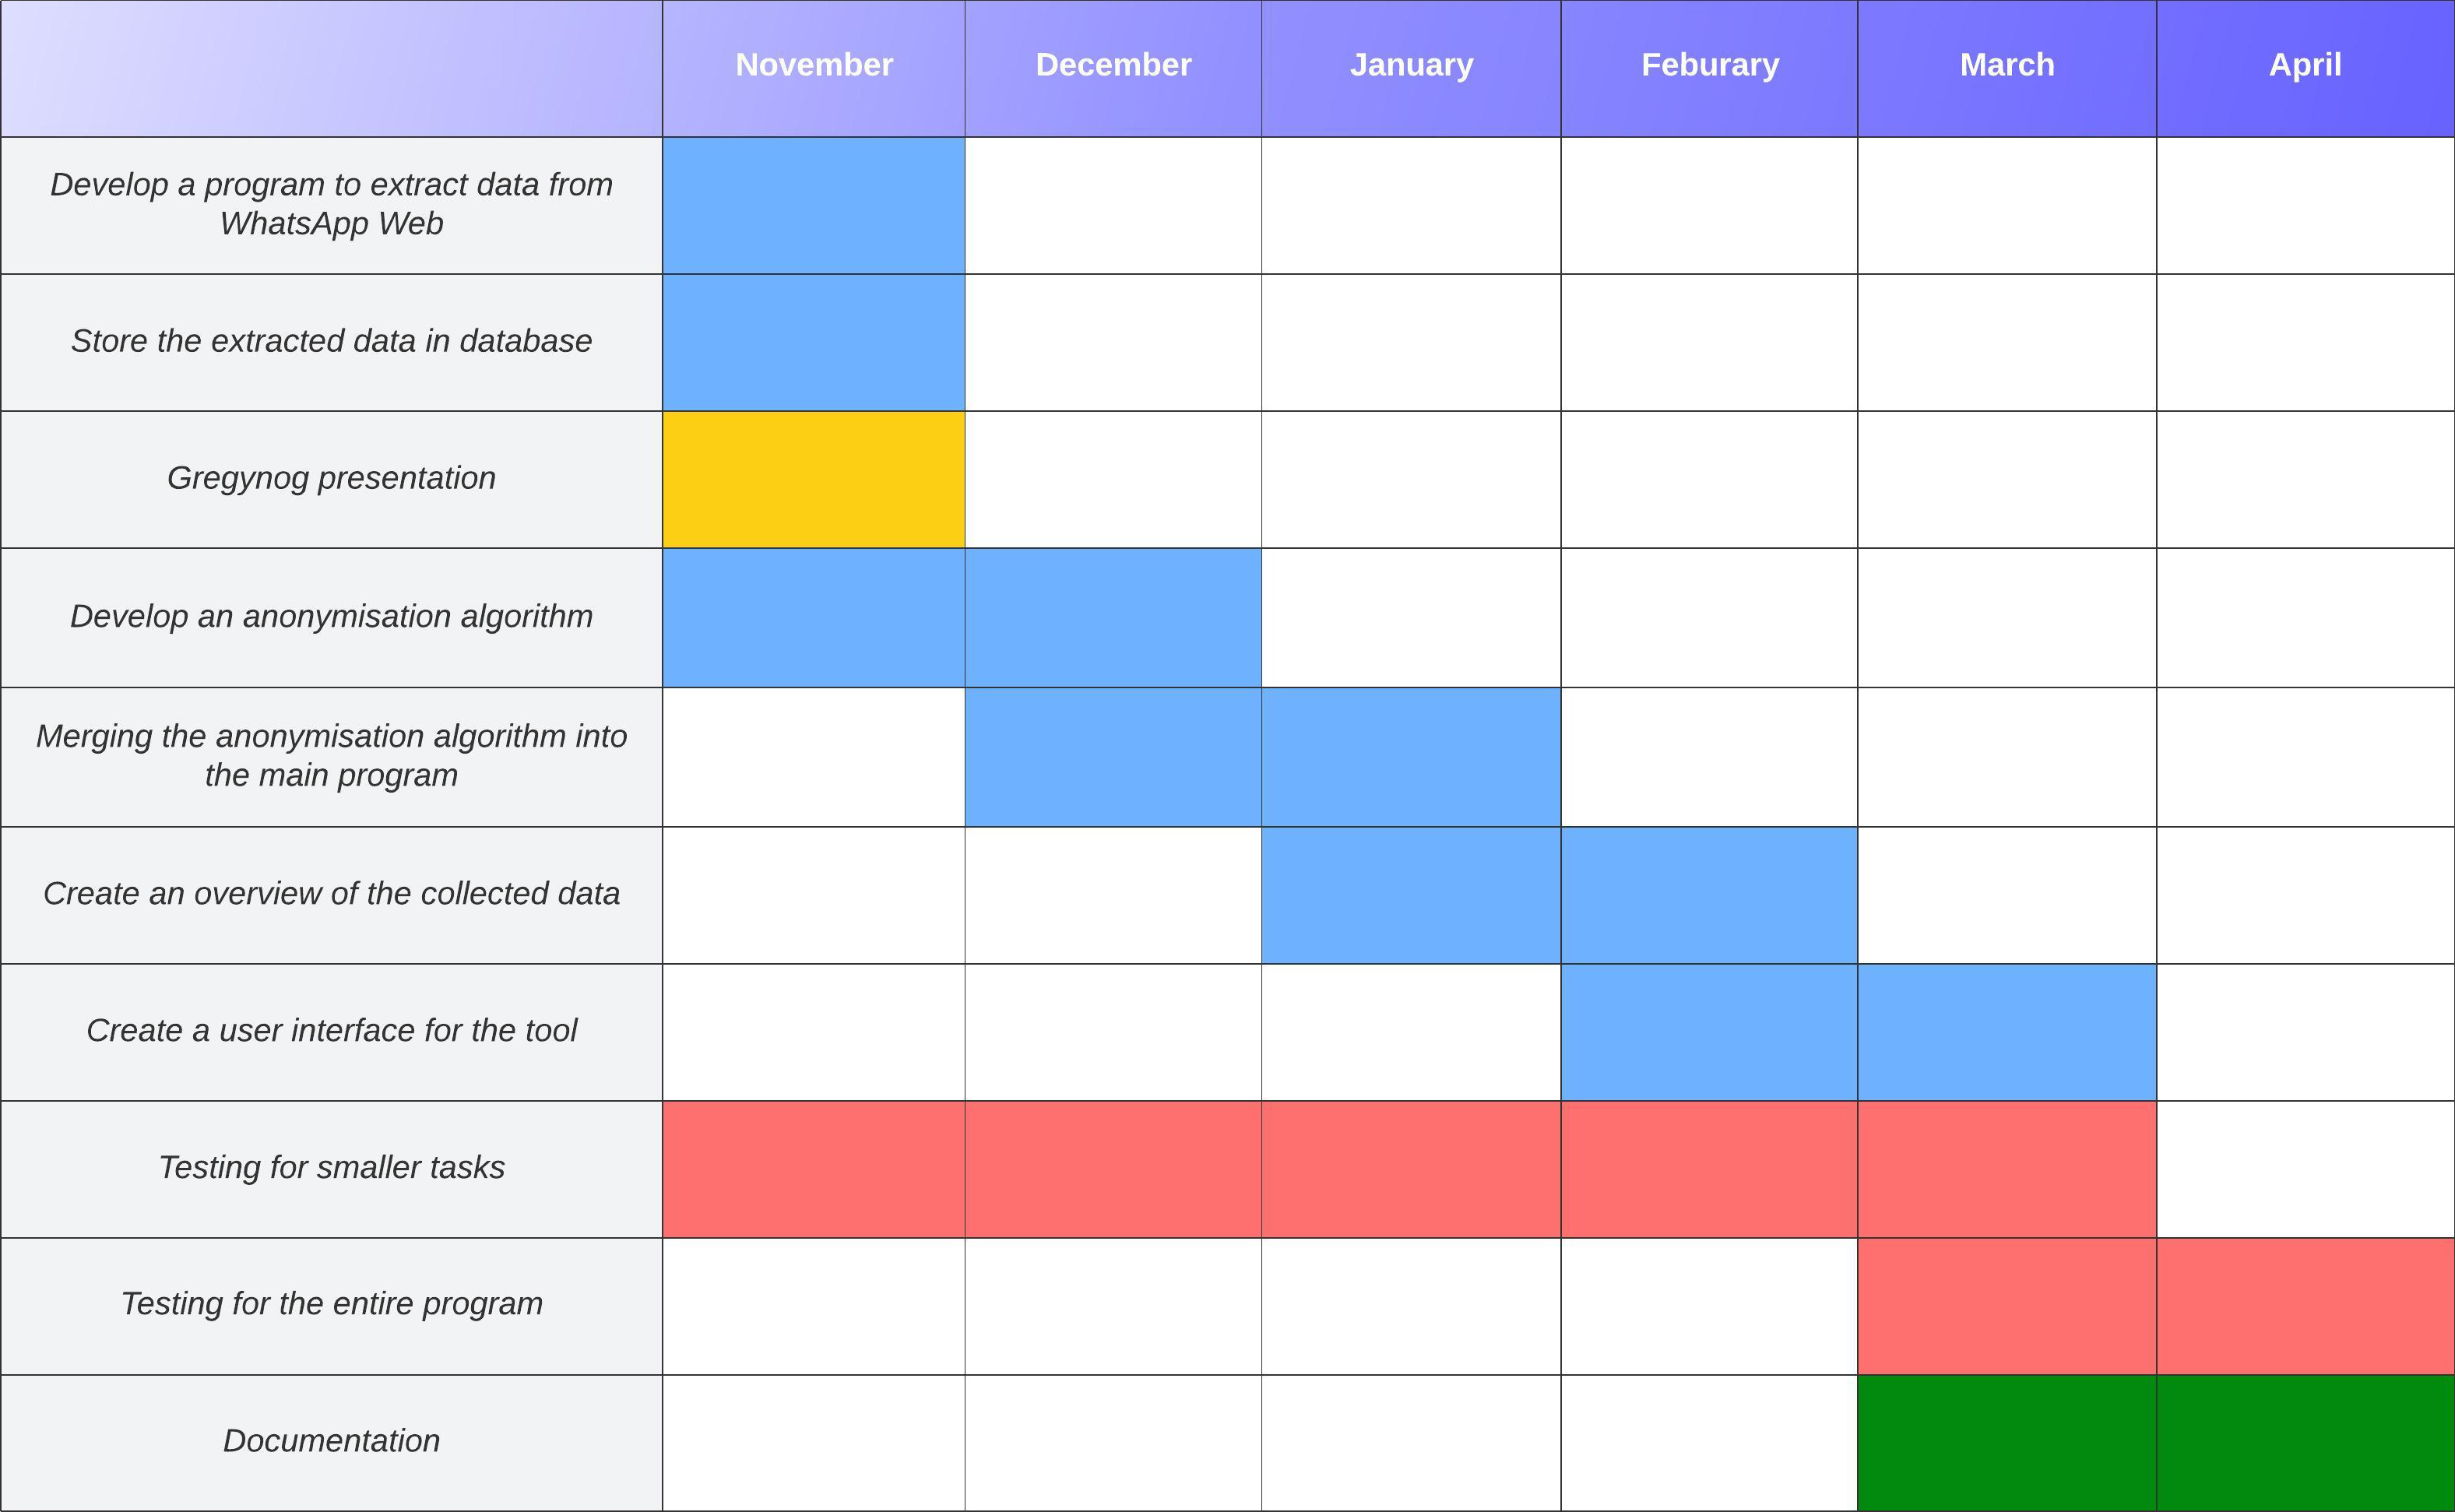 November
December
January
Feburary
March
April
Develop a program to extract data from
WhatsApp Web
Store the extracted data in database
Gregynog presentation
Develop an anonymisation algorithm
Merging the anonymisation algorithm into
the main program
Create an overview of the collected data
Create a user interface for the tool
Testing for smaller tasks
Testing for the entire program
Documentation